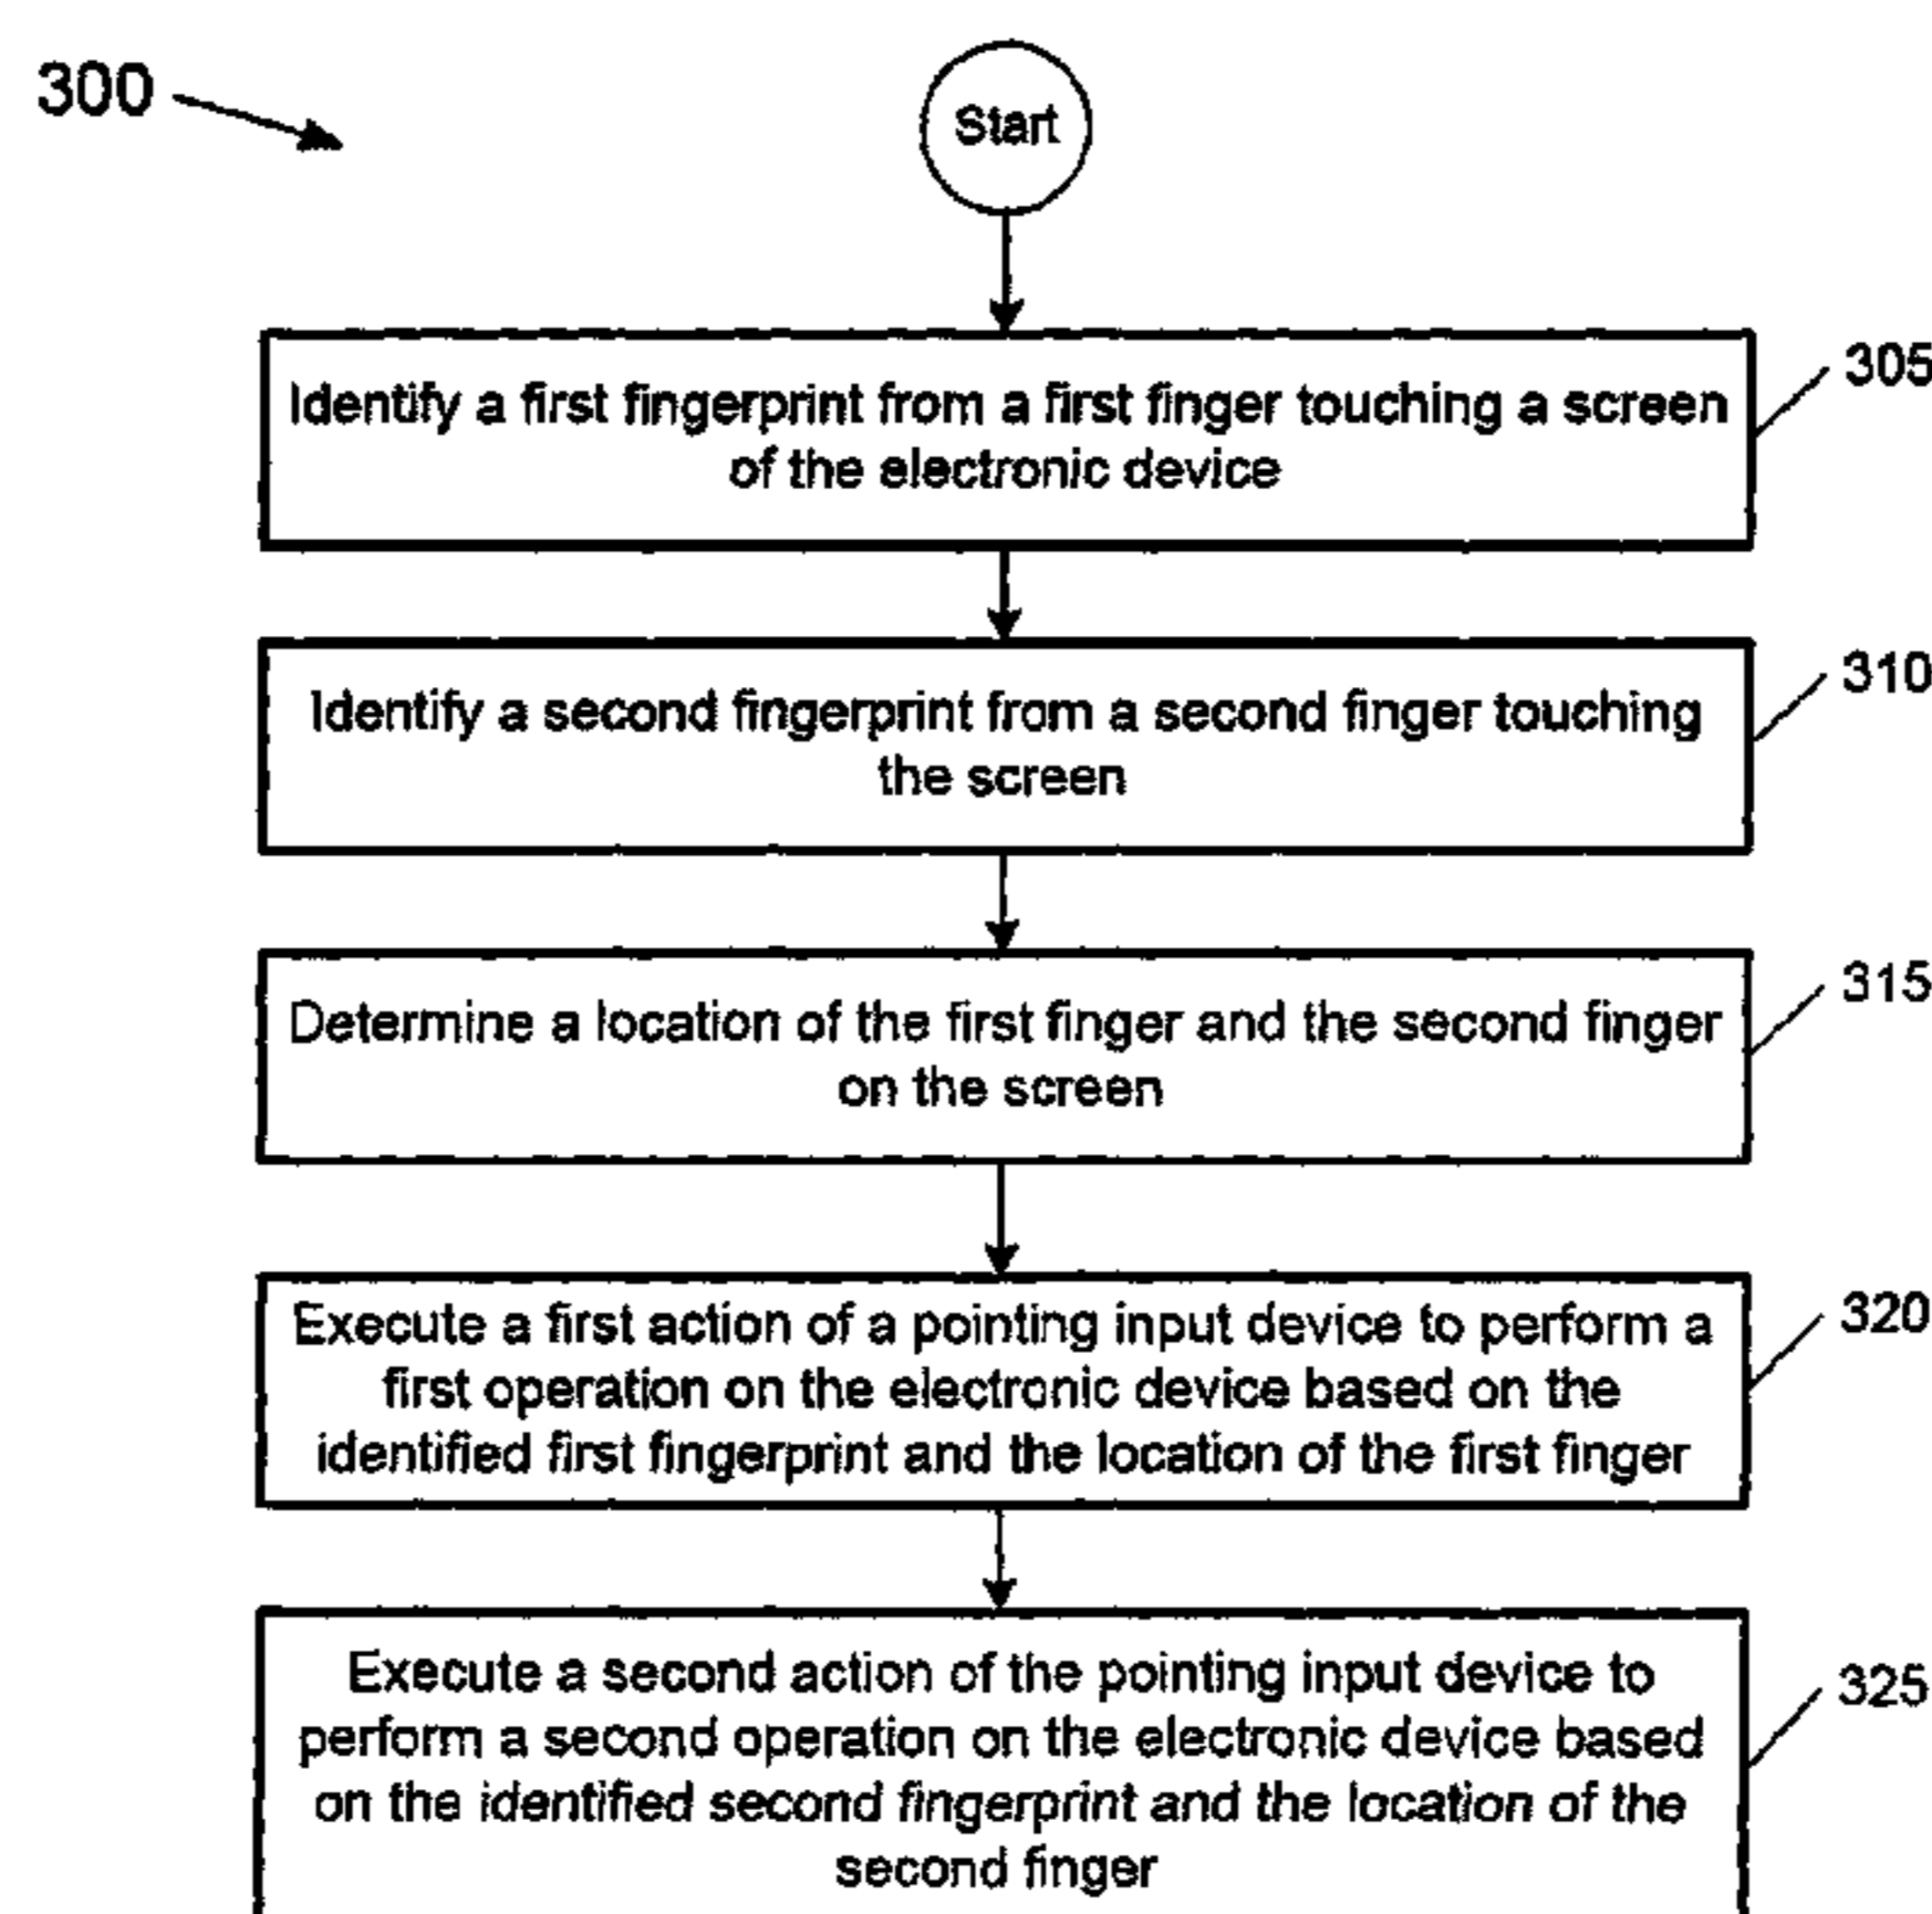 300
Start
Identify a first fingerprint from a first finger touching a screen
of the electronic device
305
Identify a second fingerprint from a second finger touching
the screen
310
Determine a location of the first finger and the second finger
on the screen
315
Execute a first action of a pointing input device to perform a
first operation on the electronic device based on the
identified first fingerprint and the location of the first finger
320
Execute a second action of the pointing input device to
perform a second operation on the electronic device based
on the identified second fingerprint and the location of the
second finger
325